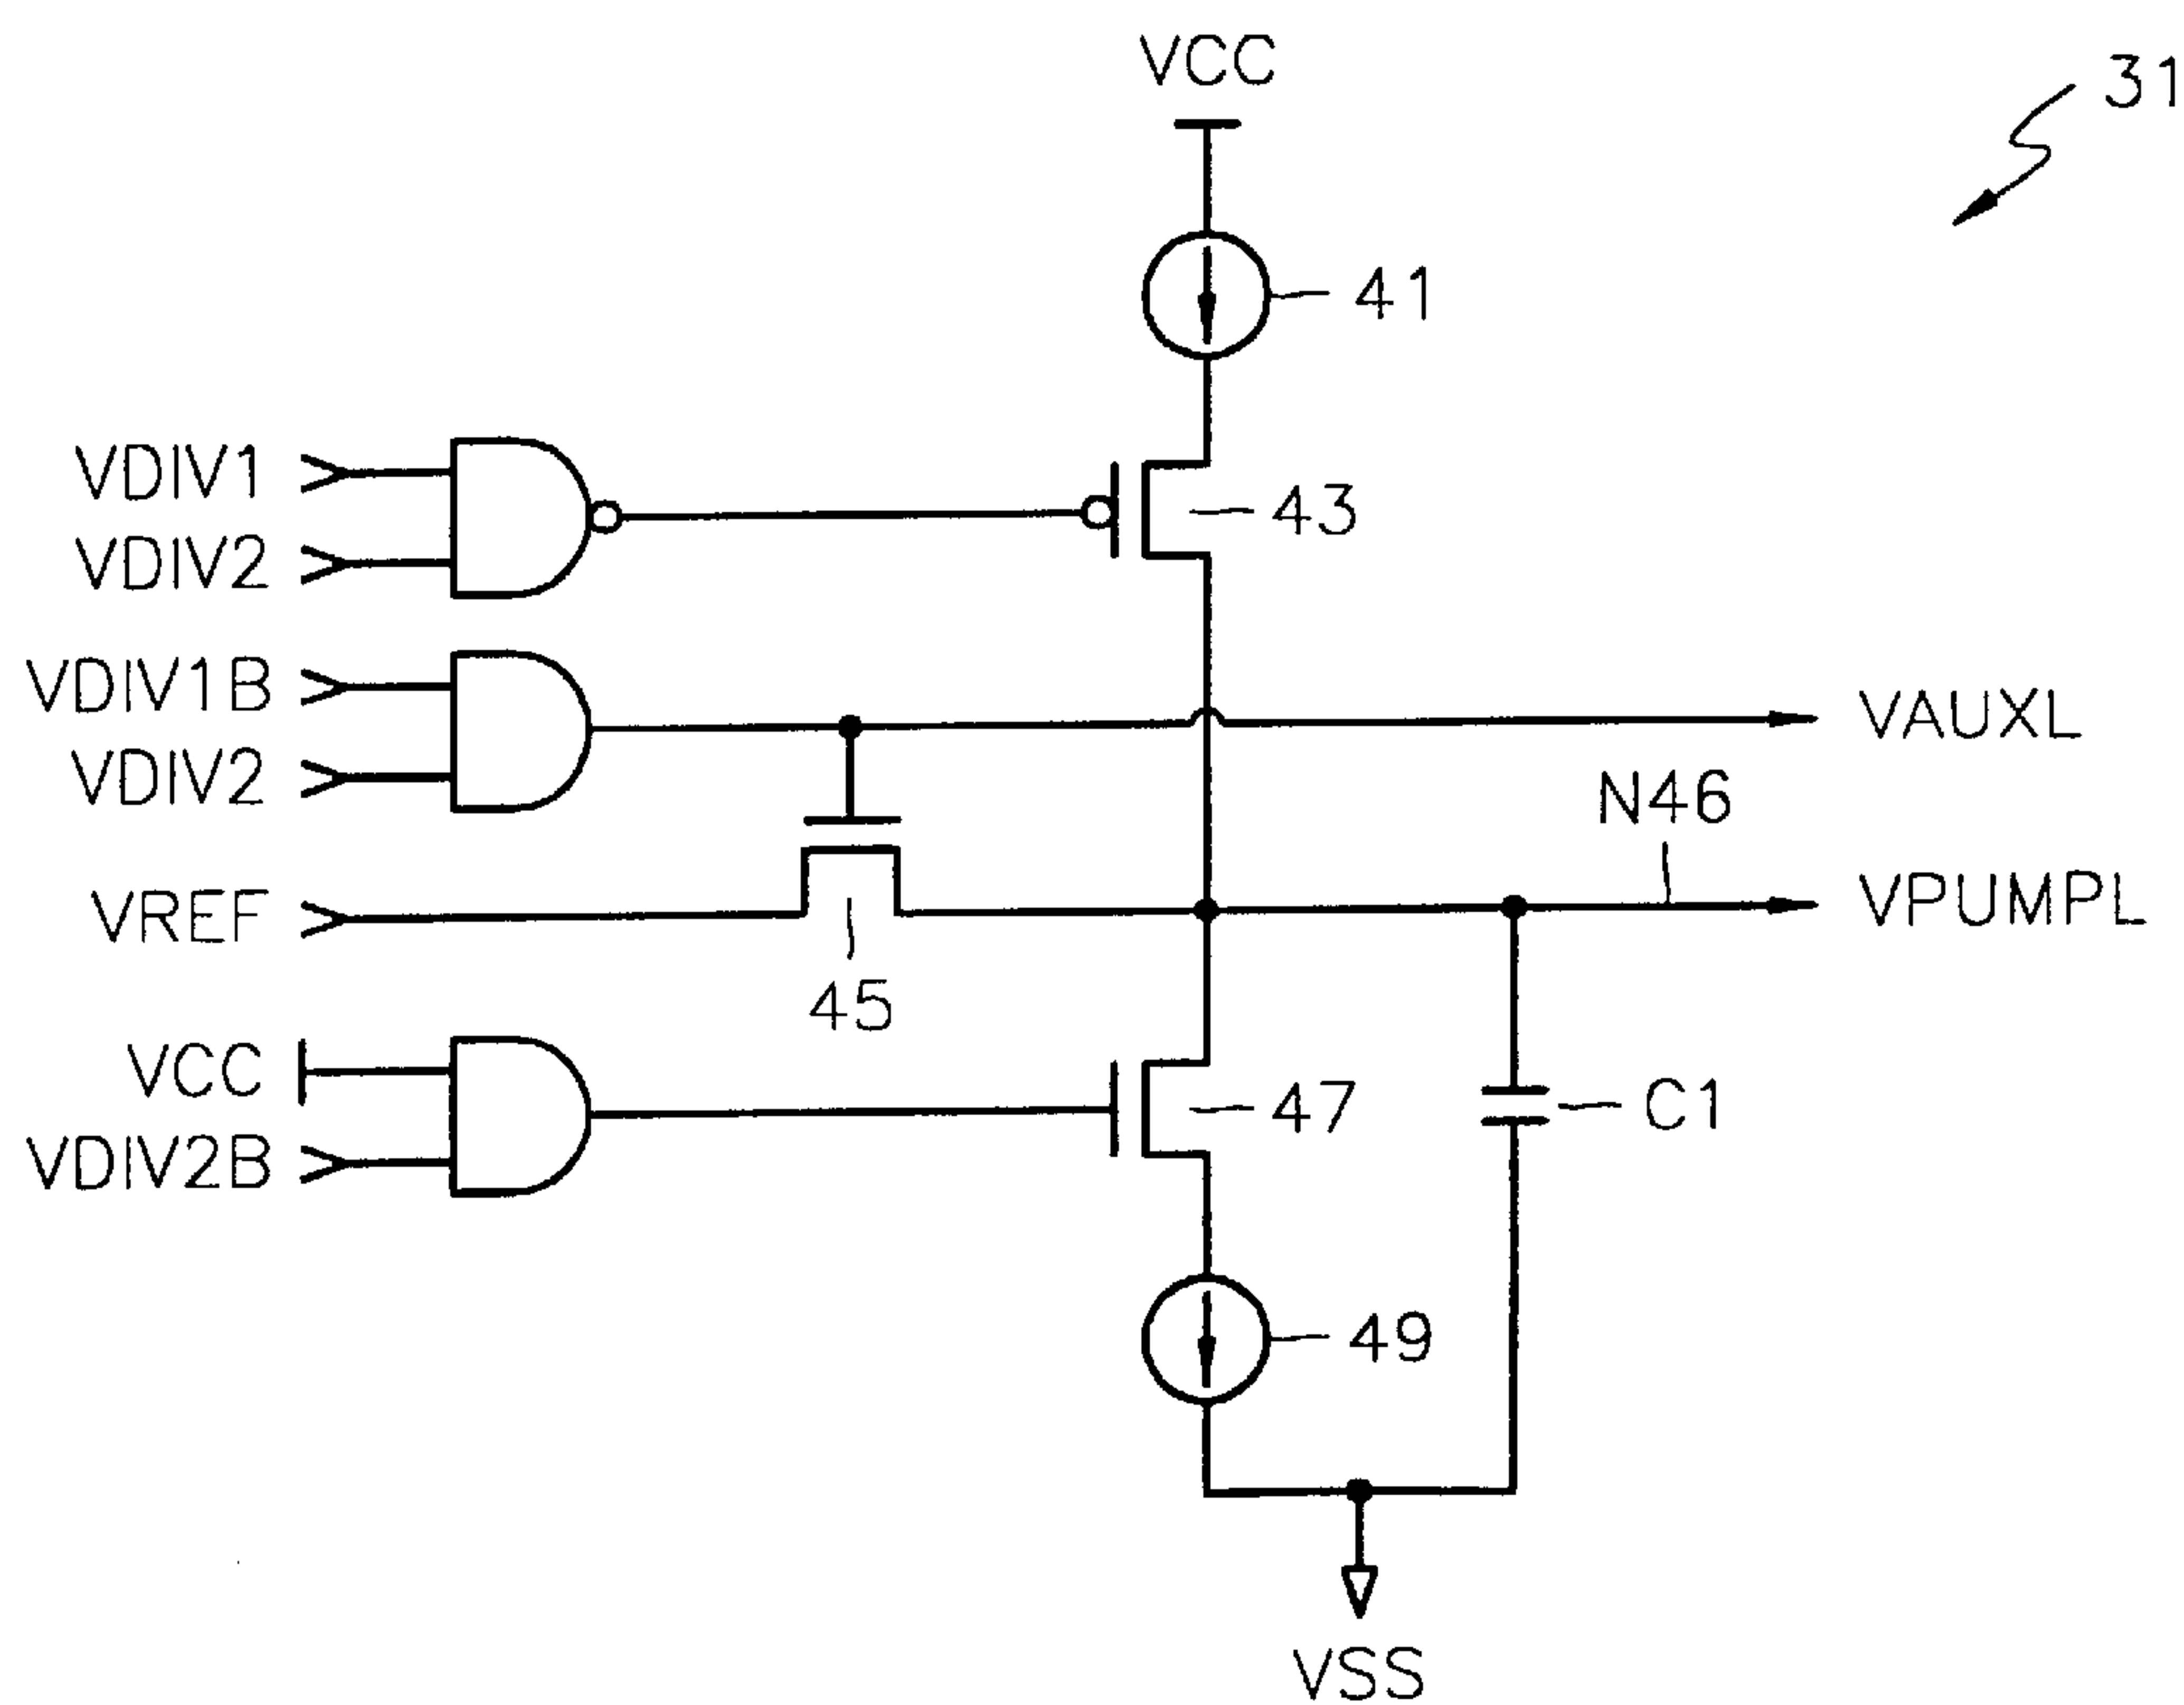 VCC
31
41
VDIV1
43
VDIV2
VDIV1B
VAUXL
VDIV2
N46
VREF
VPUMPL
45
VCC
47
C1
VDIV2B
49
VSS